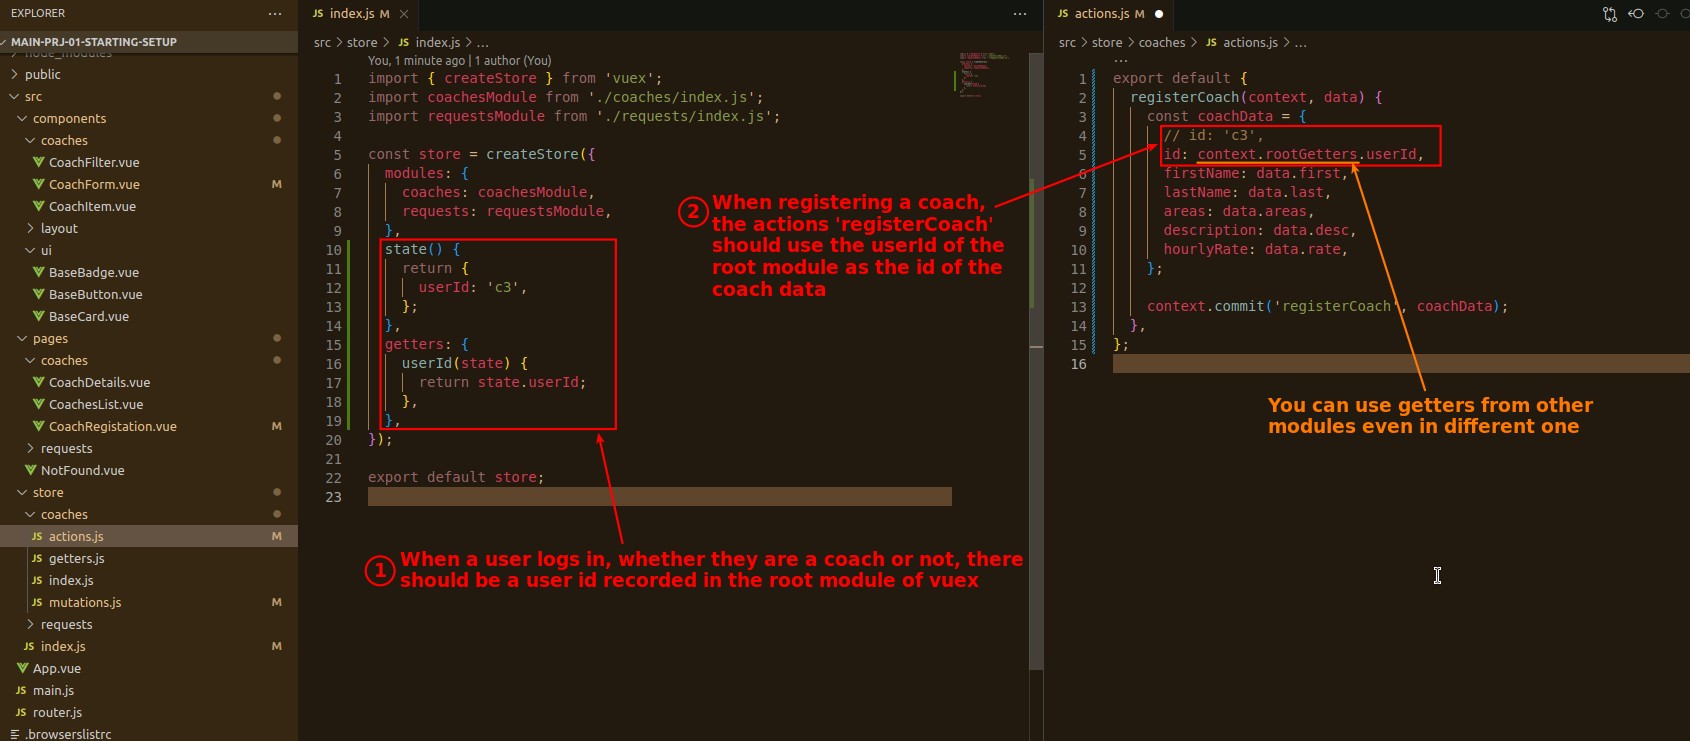 EXPLORER
MAIN-PRJ-01-STARTING-SETUP
node_modules
public
src
components
coaches
CoachFilter.vue
CoachForm.vue M
CoachItem.vue
layout
ui
BaseBadge.vue
BaseButton.vue
BaseCard.vue
pages
coaches
CoachDetails.vue
CoachesList.vue
CoachRegistation.vue M
requests
NotFound.vue
store
coaches
JS actions.js M
JS getters.js
JS index.js
JS mutations.js M
requests
JS index.js M
App.vue
JS main.js
JS router.js
.browserslistrc
JS index.js M
src > store > JS index.js > ...
You, 1 minute ago | 1 author (You)
1 import { createStore } from 'vuex';
2 import coachesModule from './coaches/index.js';
3 import requestsModule from './requests/index.js';
4
5 const store = createStore({
6 modules: {
7 coaches: coachesModule,
8 requests: requestsModule,
9 },
10 state() {
11 return {
12 userId: 'c3',
13 };
14 },
15 getters: {
16 userId(state) {
17 return state.userId;
18 },
19 },
20 });
21
22 export default store;
23
① When a user logs in, whether they are a coach or not, there
should be a user id recorded in the root module of vuex
② When registering a coach,
the actions 'registerCoach'
should use the userId of the
root module as the id of the
coach data
JS actions.js M
src > store > coaches > JS actions.js > ...
1 export default {
2 registerCoach(context, data) {
3 const coachData = {
4 // id: 'c3',
5 id: context.rootGetters.userId,
6 firstName: data.first,
7 lastName: data.last,
8 areas: data.areas,
9 description: data.desc,
10 hourlyRate: data.rate,
11 };
12
13 context.commit('registerCoach', coachData);
14 },
15 };
16
You can use getters from other
modules even in different one